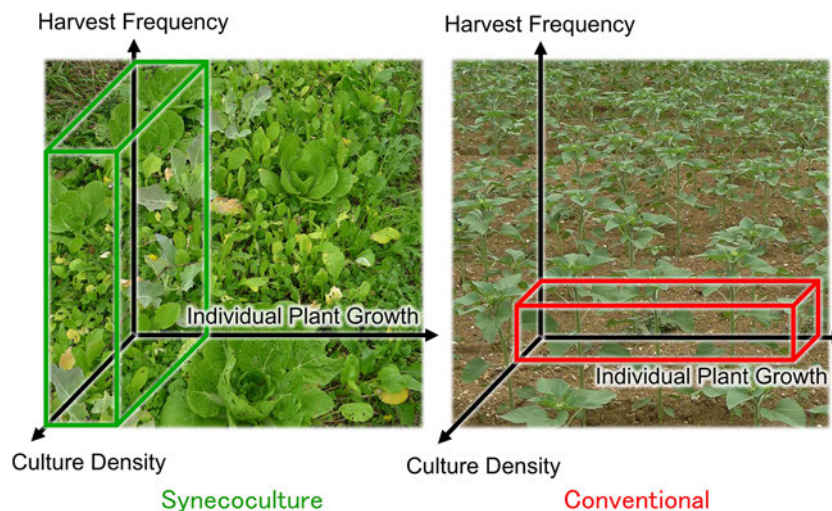 Harvest Frequency
Individual Plant Growth
Culture Density
Synecoculture
Harvest Frequency
Individual Plant Growth
Culture Density
Conventional